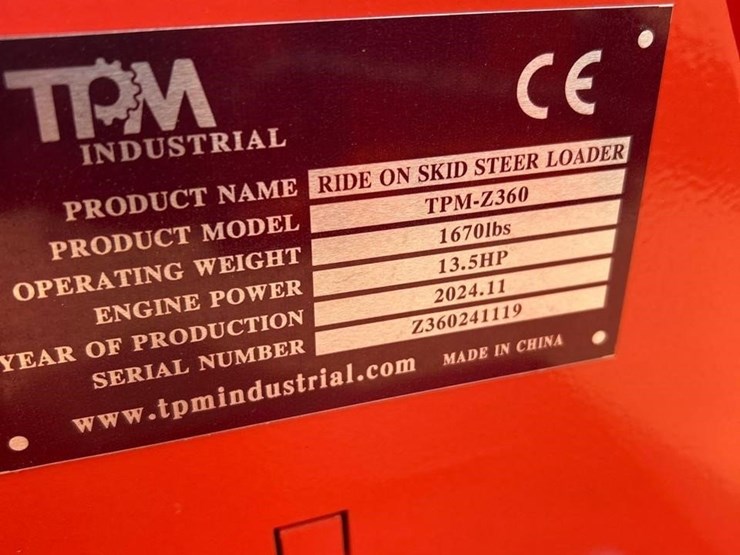 TPM
INDUSTRIAL
CE
PRODUCT NAME RIDE ON SKID STEER LOADER
PRODUCT MODEL TPM-Z360
OPERATING WEIGHT 1670lbs
ENGINE POWER 13.5HP
YEAR OF PRODUCTION 2024.11
SERIAL NUMBER Z360241119
www.tpmindustrial.com MADE IN CHINA